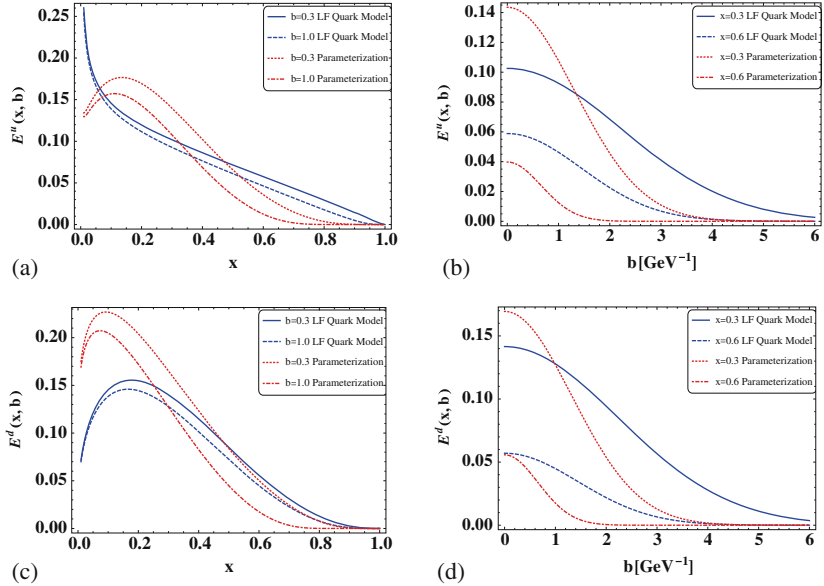 b=0.3 LF Quark Model
b=1.0 LF Quark Model
b=0.3 Parameterization
b=1.0 Parameterization
0.25
0.20
0.15
0.10
0.05
0.00
E^u(x, b)
0.0 0.2 0.4 0.6 0.8 1.0
x
(a)
x=0.3 LF Quark Model
x=0.6 LF Quark Model
x=0.3 Parameterization
x=0.6 Parameterization
0.14
0.12
0.10
0.08
0.06
0.04
0.02
0.00
E^u(x, b)
0 1 2 3 4 5 6
b[GeV^−1]
(b)
b=0.3 LF Quark Model
b=1.0 LF Quark Model
b=0.3 Parameterization
b=1.0 Parameterization
0.20
0.15
0.10
0.05
0.00
E^d(x, b)
0.0 0.2 0.4 0.6 0.8 1.0
x
(c)
x=0.3 LF Quark Model
x=0.6 LF Quark Model
x=0.3 Parameterization
x=0.6 Parameterization
0.15
0.10
0.05
0.00
E^d(x, b)
0 1 2 3 4 5 6
b[GeV^−1]
(d)